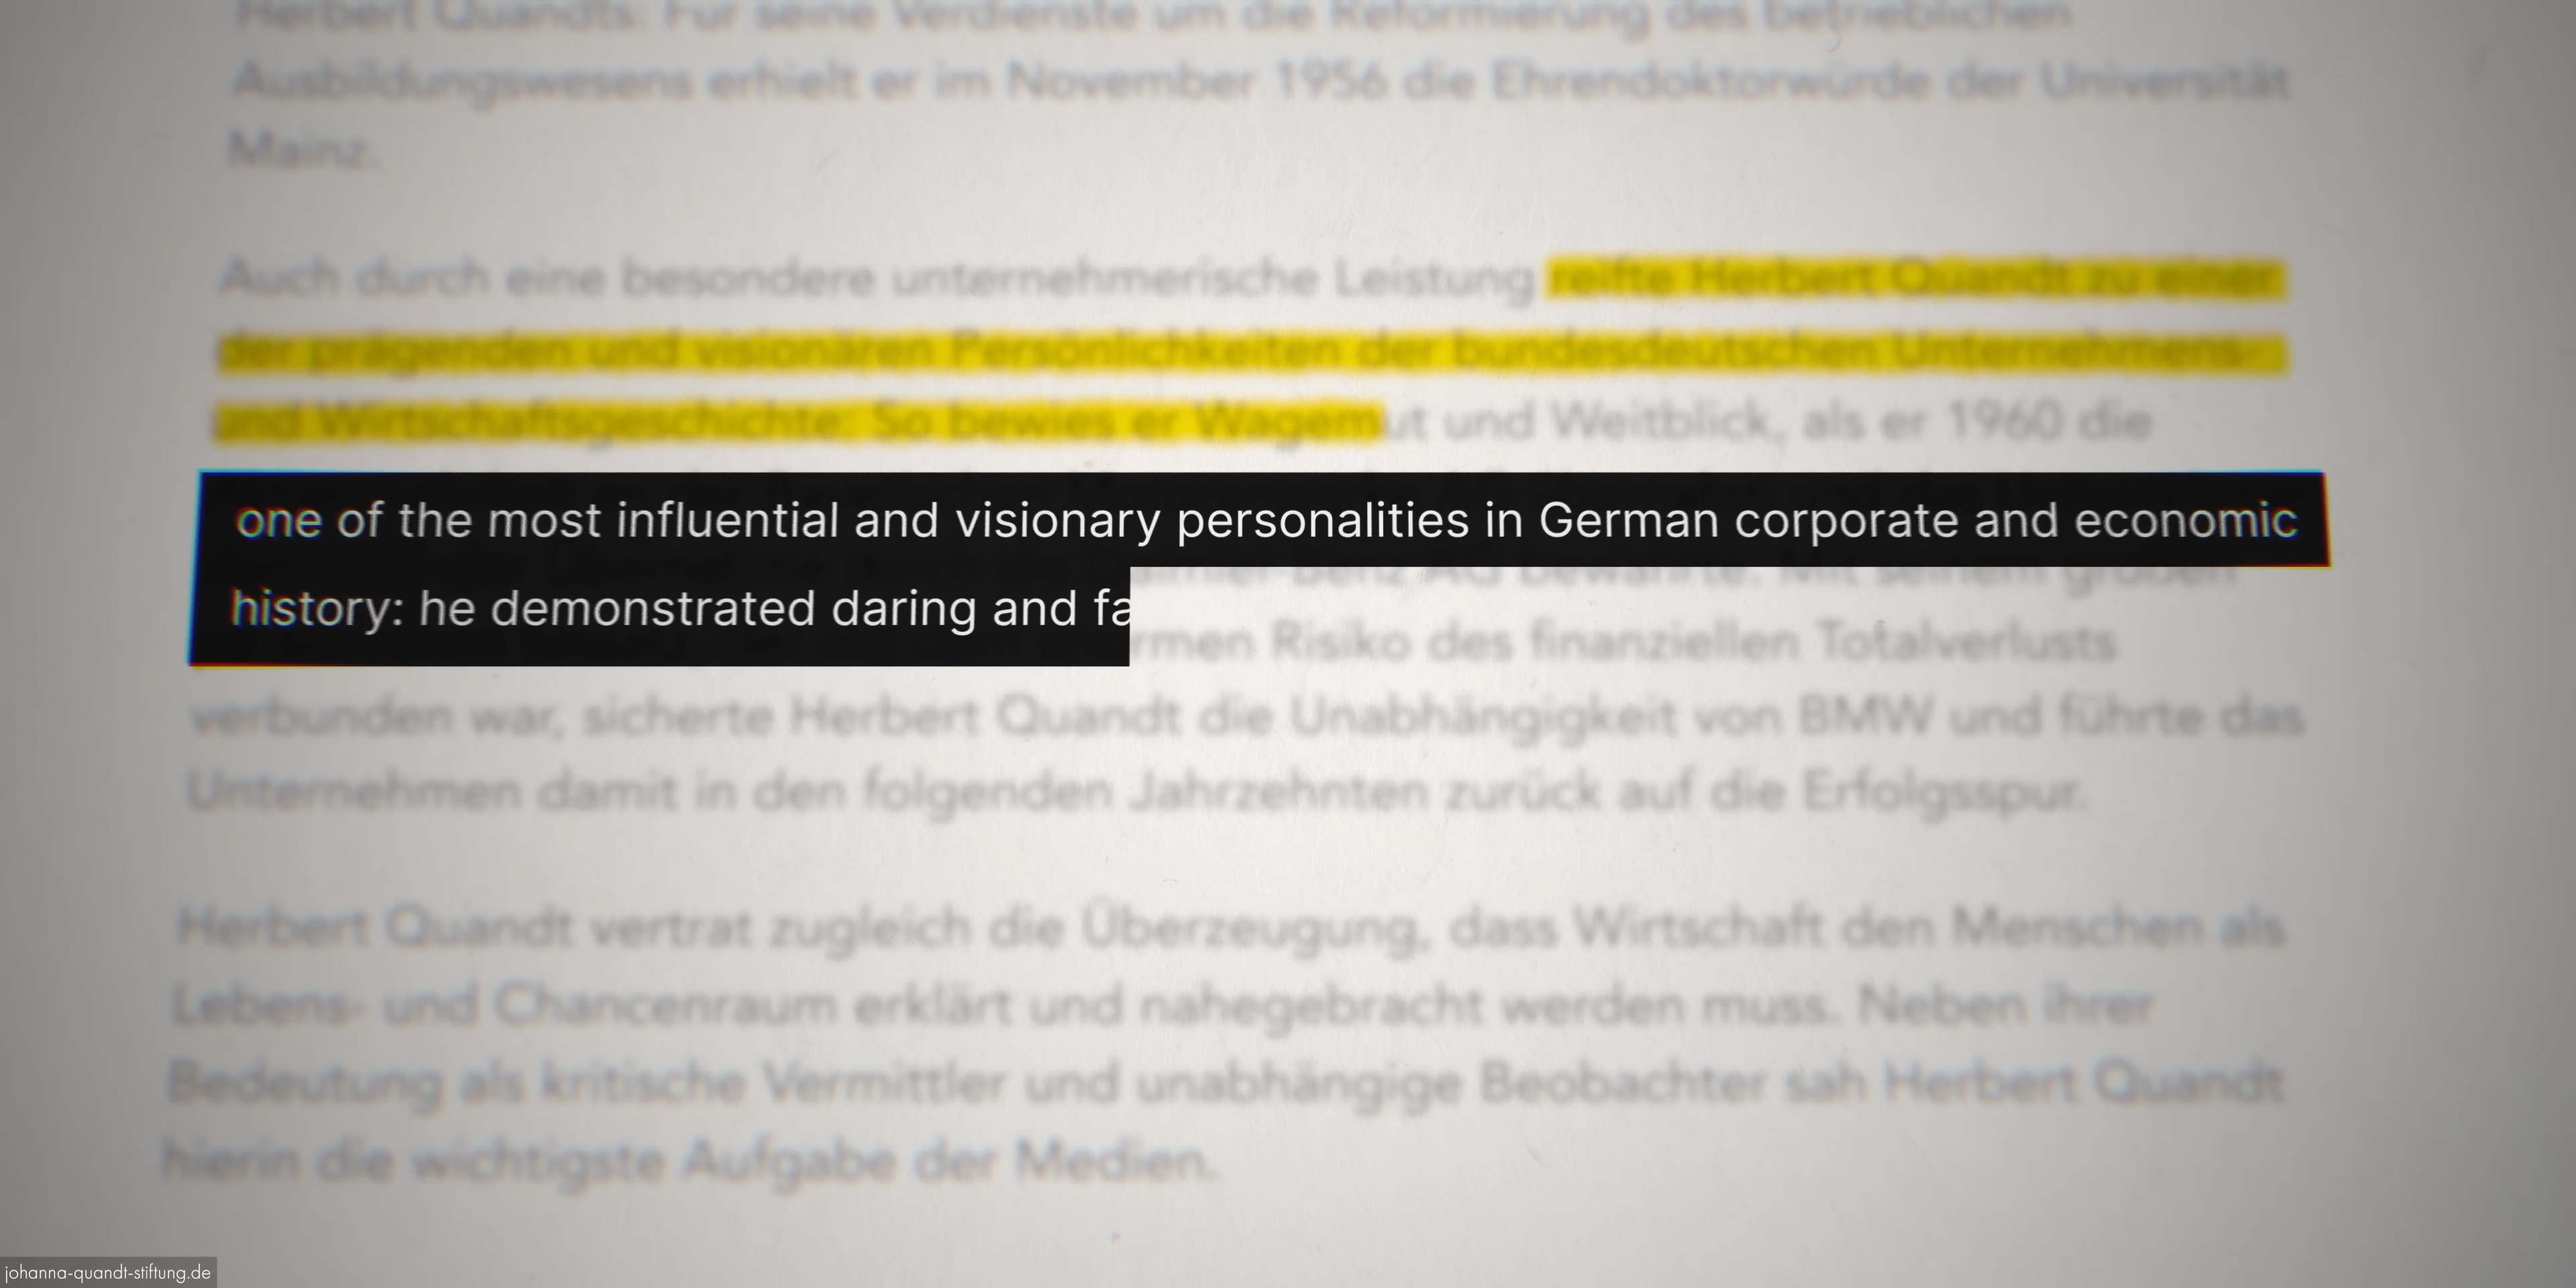 Herbert Quandts: Für seine Verdienste um die Reformierung des betrieblichen
Ausbildungswesens erhielt er im November 1956 die Ehrendoktorwürde der Universität
Mainz.
Auch durch eine besondere unternehmerische Leistung reifte Herbert Quandt zu einer
der prägenden und visionären Persönlichkeiten der bundesdeutschen Unternehmens-
und Wirtschaftsgeschichte: So bewies er Wagemut und Weitblick, als er 1960 die
one of the most influential and visionary personalities in German corporate and economic
Daimler-Benz AG bewahrte. Mit seinem großen
history: he demonstrated daring and fa
Risiko des finanziellen Totalverlusts
verbunden war, sicherte Herbert Quandt die Unabhängigkeit von BMW und führte das
Unternehmen damit in den folgenden Jahrzehnten zurück auf die Erfolgsspur.
Herbert Quandt vertrat zugleich die Überzeugung, dass Wirtschaft den Menschen als
Lebens- und Chancenraum erklärt und nahegebracht werden muss. Neben ihrer
Bedeutung als kritische Vermittler und unabhängige Beobachter sah Herbert Quandt
hierin die wichtigste Aufgabe der Medien.
johanna-quandt-stiftung.de